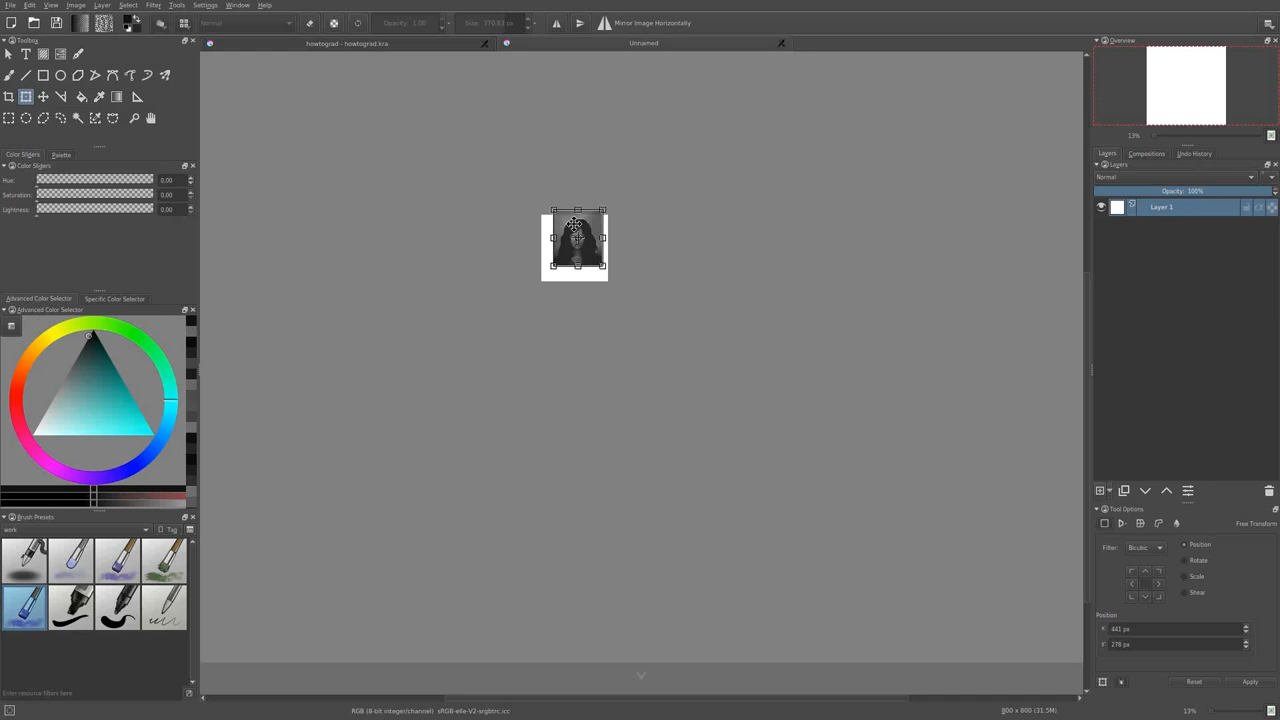 File Edit View Image Layer Select Filter Tools Settings Window Help
Normal Opacity: 1.00 Size: 770.83 px Mirror Image Horizontally
Toolbox
howtograd - howtograd.kra
Unnamed
Overview
13%
Color Sliders Palette
Color Sliders
Hue: 0.00
Saturation: 0.00
Lightness: 0.00
Layers Compositions Undo History
Layers
Normal
Opacity: 100%
Layer 1
Advanced Color Selector Specific Color Selector
Advanced Color Selector
Brush Presets
work Tag
Enter resource filters here
Tool Options
Free Transform
Filter: Bicubic
Position
Rotate
Scale
Shear
Position
X: 441 px
Y: 278 px
Reset Apply
RGB (8-bit integer/channel) sRGB-elle-V2-srgbtrc.icc
800 x 800 (31.5M)
13%